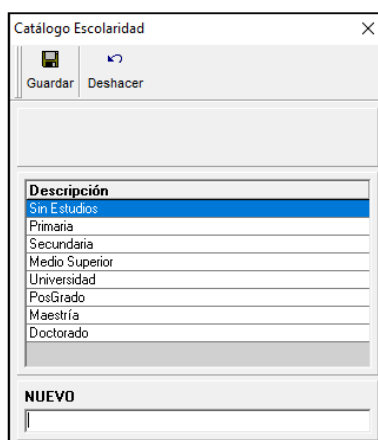 Catálogo Escolaridad
Guardar Deshacer
Descripción
Sin Estudios
Primaria
Secundaria
Medio Superior
Universidad
PosGrado
Maestría
Doctorado
NUEVO